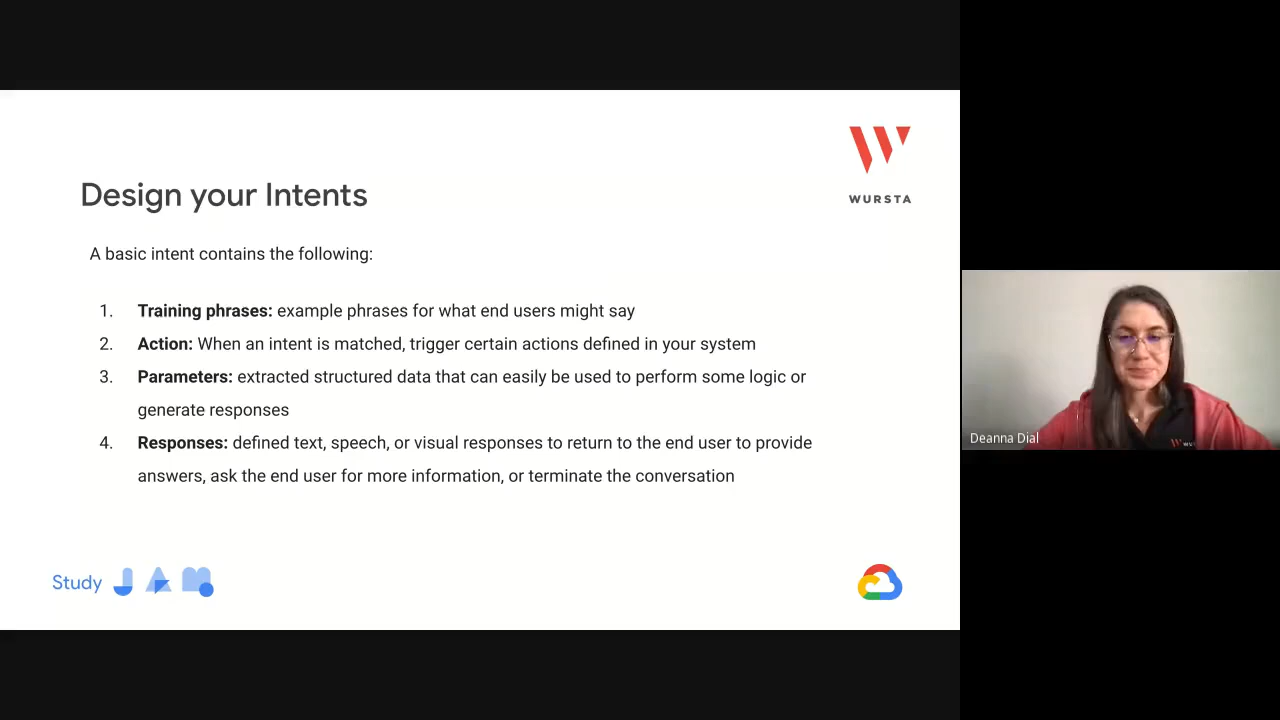 WURSTA
Design your Intents
A basic intent contains the following:
1. Training phrases: example phrases for what end users might say
2. Action: When an intent is matched, trigger certain actions defined in your system
3. Parameters: extracted structured data that can easily be used to perform some logic or
generate responses
4. Responses: defined text, speech, or visual responses to return to the end user to provide
answers, ask the end user for more information, or terminate the conversation
Study JAM
Deanna Dial